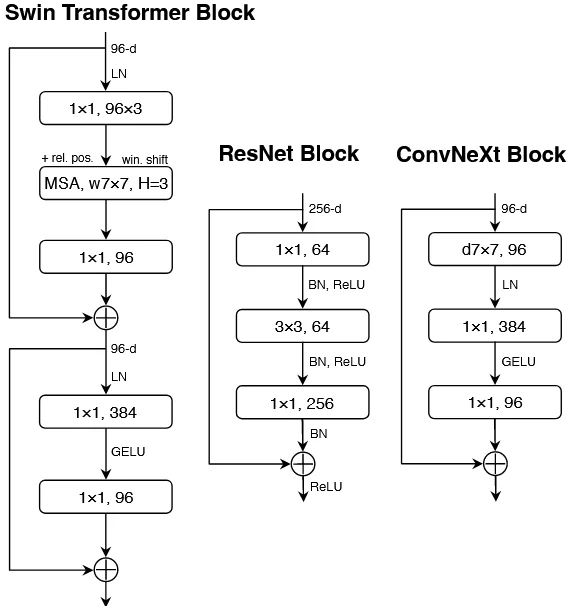 Swin Transformer Block
96-d
LN
1×1, 96×3
+ rel. pos.
win. shift
MSA, w7×7, H=3
1×1, 96
96-d
LN
1×1, 384
GELU
1×1, 96
ResNet Block
256-d
1×1, 64
BN, ReLU
3×3, 64
BN, ReLU
1×1, 256
BN
ReLU
ConvNeXt Block
96-d
d7×7, 96
LN
1×1, 384
GELU
1×1, 96